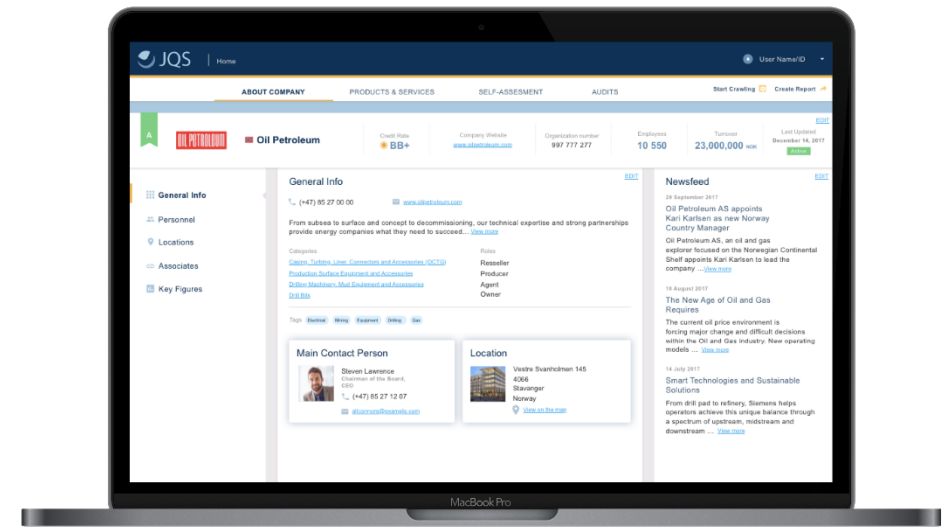 JQS
Home
User Name/ID
ABOUT COMPANY
PRODUCTS & SERVICES
SELF-ASSESMENT
AUDITS
Start Crawling
Create Report
EDIT
A
OIL PETROLEUM
Oil Petroleum
Credit Rate
BB+
Company Website
www.oilpetroleum.com
Organization number
997 777 277
Employees
10 550
Turnover
23,000,000 NOK
Last Updated
December 14, 2017
Active
General Info
Personnel
Locations
Associates
Key Figures
General Info
EDIT
(+47) 85 27 00 00
www.oilpetroleum.com
From subsea to surface and concept to decommissioning, our technical expertise and strong partnerships
provide energy companies what they need to succeed... View more
Categories
Roles
Casing, Turbing, Liner, Connectors and Accessories (OCTG)
Resseller
Production Surface Equipment and Accessories
Producer
Drilling Machinery, Mud Equipment and Accessories
Agent
Drill Bits
Owner
Tags
Electrical
Wiring
Equipment
Drilling
Gas
Main Contact Person
Steven Lawrence
Chairman of the Board,
CEO
(+47) 85 27 12 07
Location
Vestre Svanholmen 145
4066
Stavanger
Norway
View on the map
Newsfeed
EDIT
26 September 2017
Oil Petroleum AS appoints
Kari Karlsen as new Norway
Country Manager
Oil Petroleum AS, an oil and gas
explorer focused on the Norwegian Continental
Shelf appoints Kari Karlsen to lead the
company ...View more
18 August 2017
The New Age of Oil and Gas
Requires
The current oil price environment is
forcing major change and difficult decisions
within the Oil and Gas industry. New operating
models ... View more
14 July 2017
Smart Technologies and Sustainable
Solutions
From drill pad to refinery, Siemens helps
operators achieve this unique balance through
a spectrum of upstream, midstream and
downstream ... View more
MacBook Pro